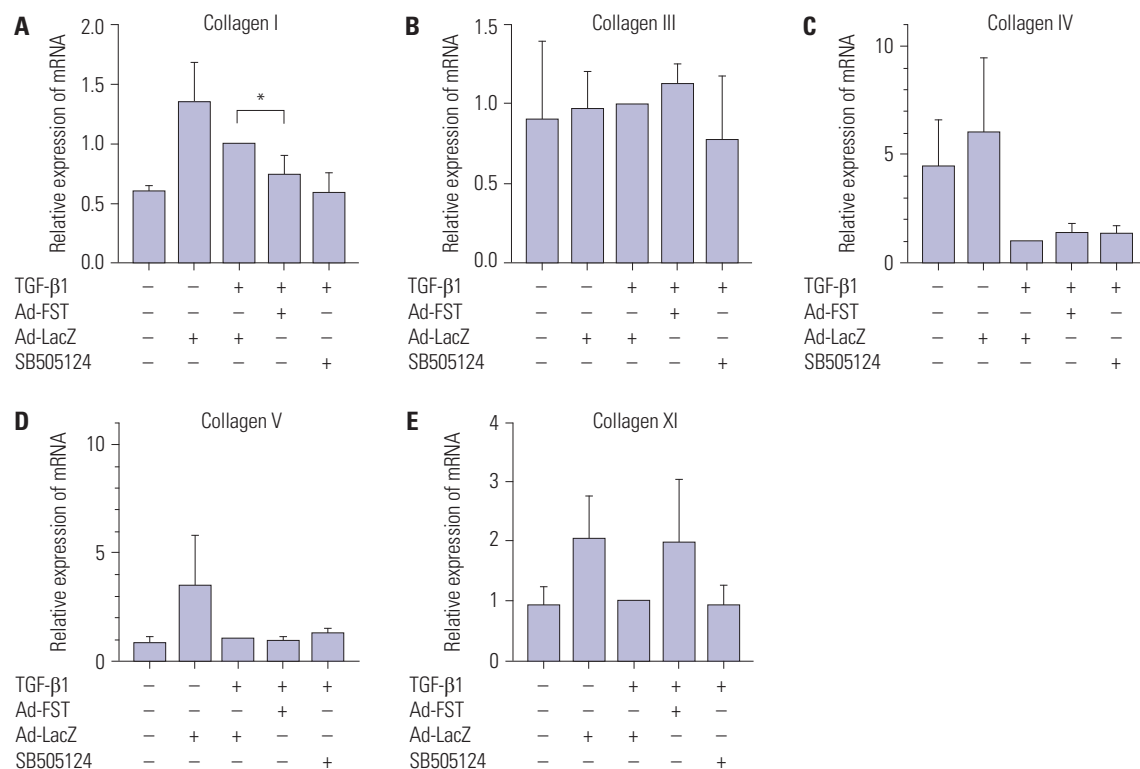 A
Collagen I
Relative expression of mRNA
2.0
1.5
1.0
0.5
0.0
*
TGF-β1 – – + + +
Ad-FST – – – + –
Ad-LacZ – + + – –
SB505124 – – – – +
B
Collagen III
Relative expression of mRNA
1.5
1.0
0.5
0.0
TGF-β1 – – + + +
Ad-FST – – – + –
Ad-LacZ – + + – –
SB505124 – – – – +
C
Collagen IV
Relative expression of mRNA
10
5
0
TGF-β1 – – + + +
Ad-FST – – – + –
Ad-LacZ – + + – –
SB505124 – – – – +
D
Collagen V
Relative expression of mRNA
10
5
0
TGF-β1 – – + + +
Ad-FST – – – + –
Ad-LacZ – + + – –
SB505124 – – – – +
E
Collagen XI
Relative expression of mRNA
4
3
2
1
0
TGF-β1 – – + + +
Ad-FST – – – + –
Ad-LacZ – + + – –
SB505124 – – – – +